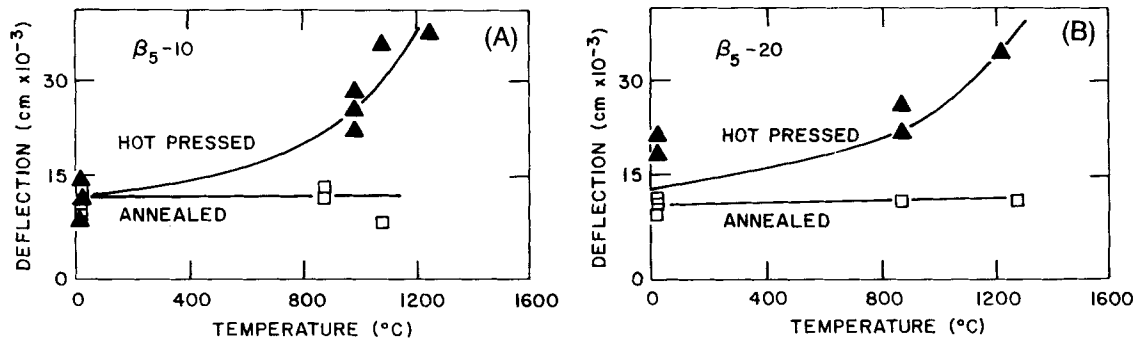 (A)
β₅-10
DEFLECTION (cm x10⁻³)
30
15
0
HOT PRESSED
ANNEALED
0 400 800 1200 1600
TEMPERATURE (°C)
(B)
β₅-20
DEFLECTION (cm x10⁻³)
30
15
0
HOT PRESSED
ANNEALED
0 400 800 1200 1600
TEMPERATURE (°C)